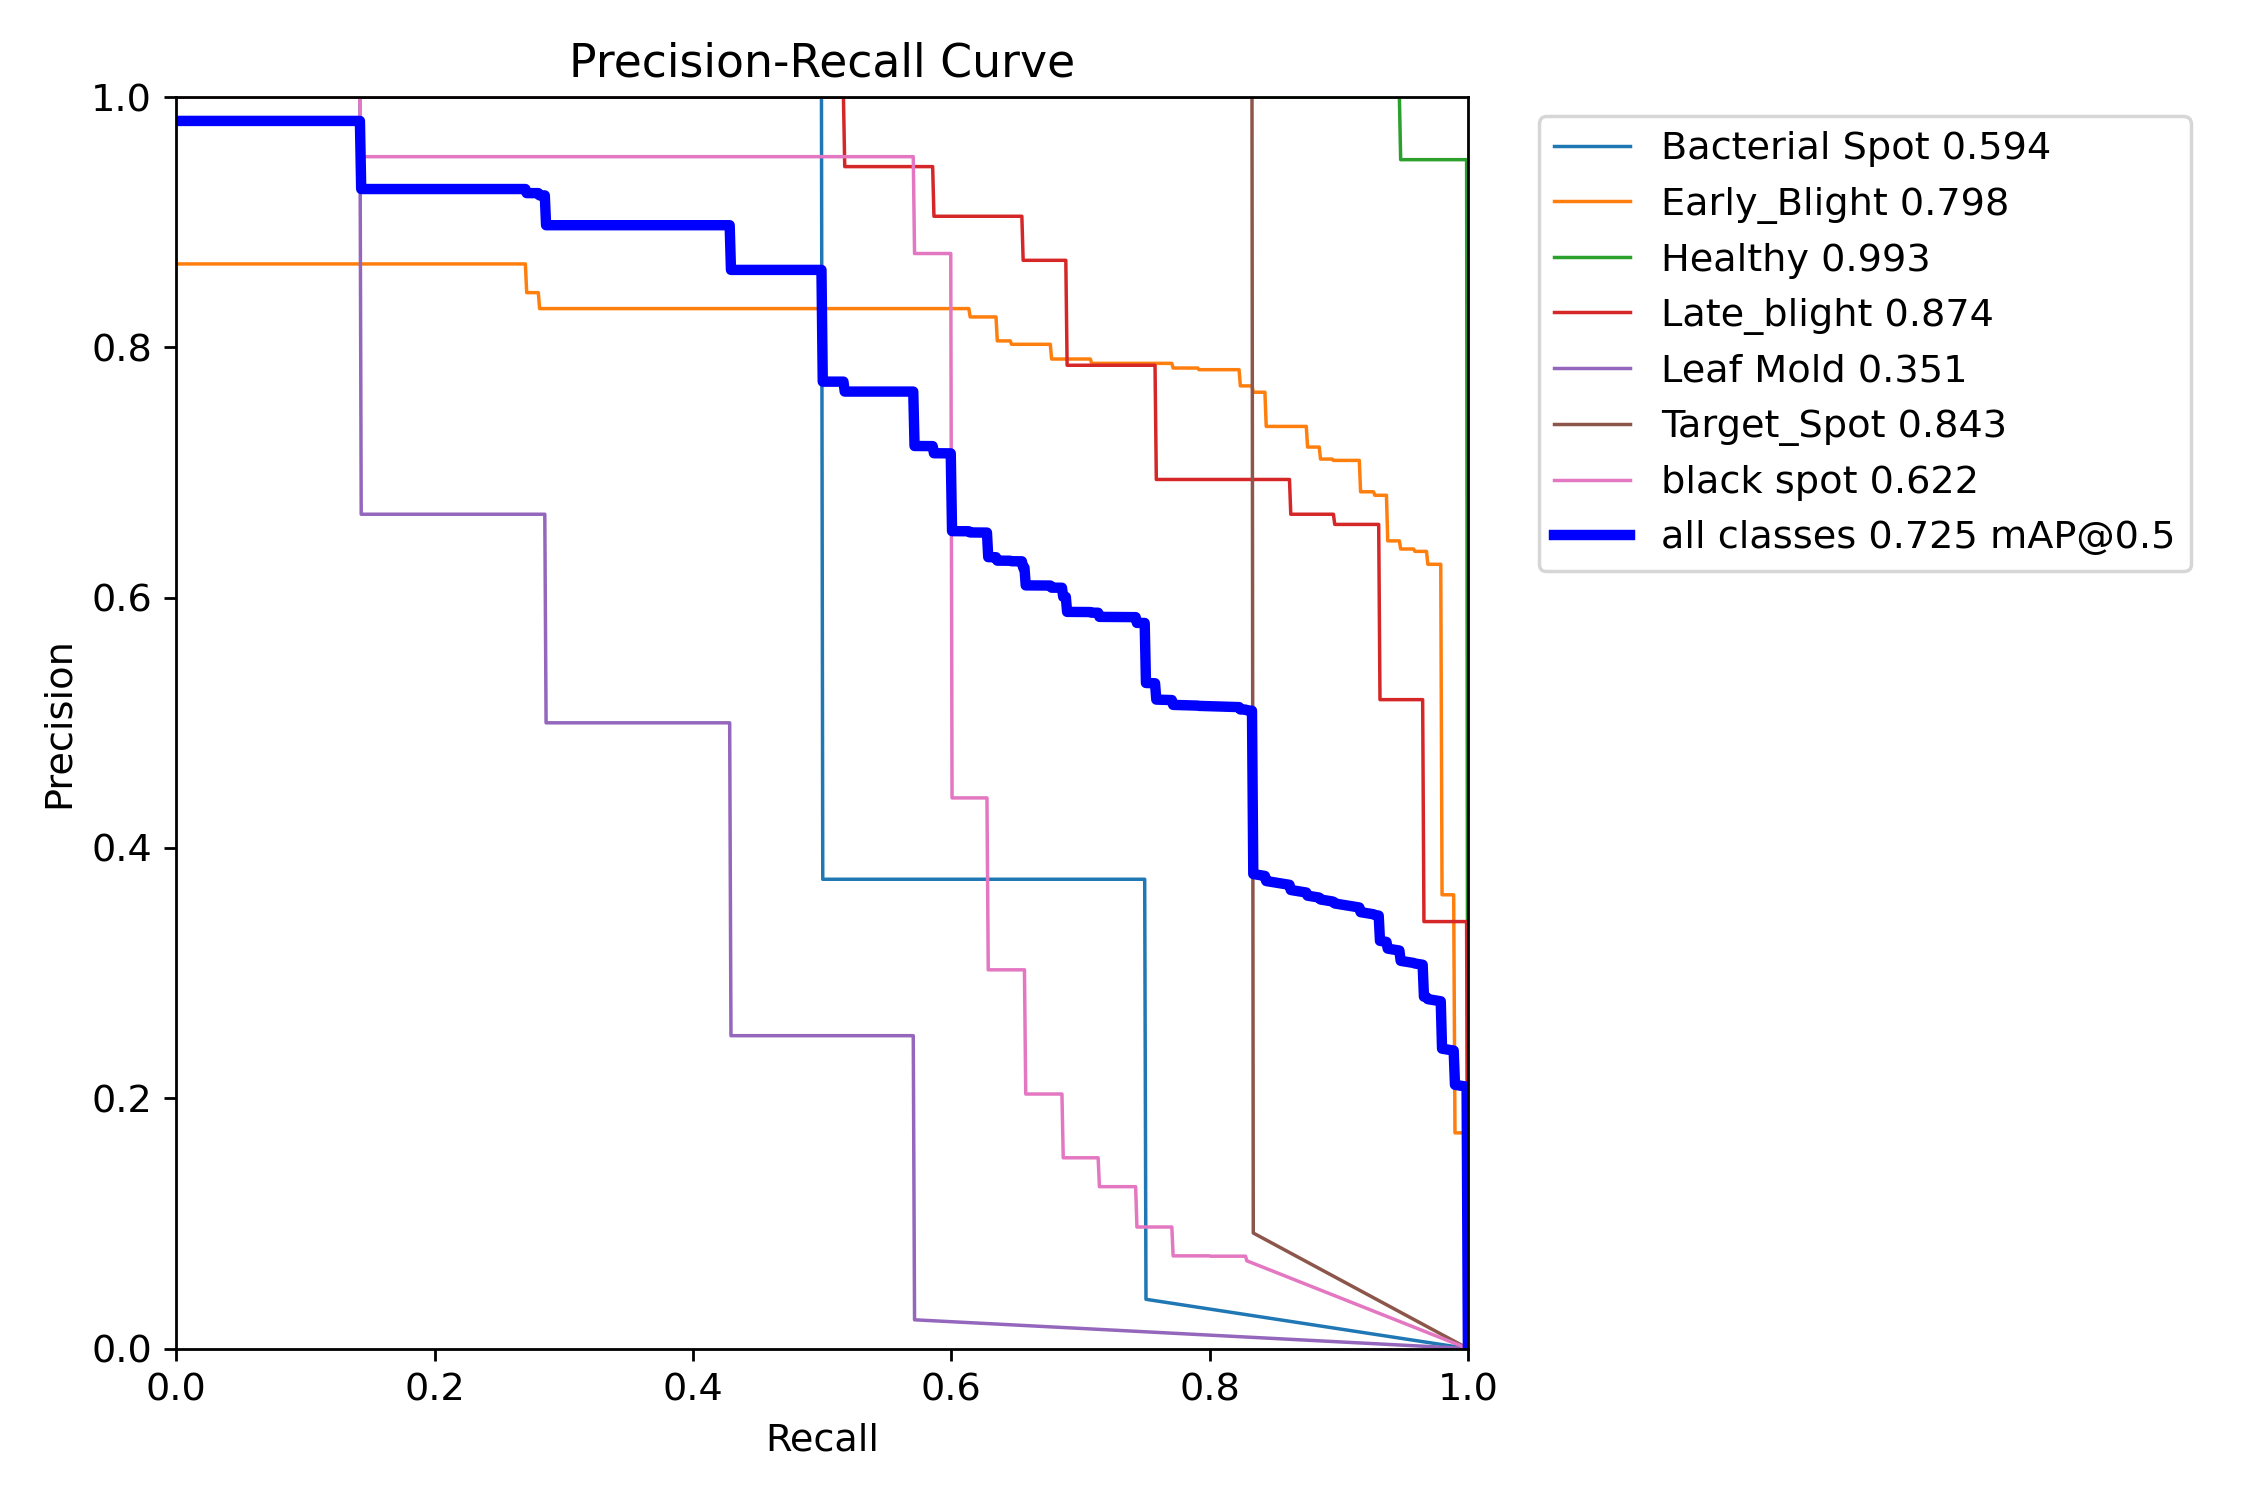 Precision-Recall Curve
1.0
0.8
0.6
0.4
0.2
0.0
Precision
0.0 0.2 0.4 0.6 0.8 1.0
Recall
Bacterial Spot 0.594
Early_Blight 0.798
Healthy 0.993
Late_blight 0.874
Leaf Mold 0.351
Target_Spot 0.843
black spot 0.622
all classes 0.725 mAP@0.5